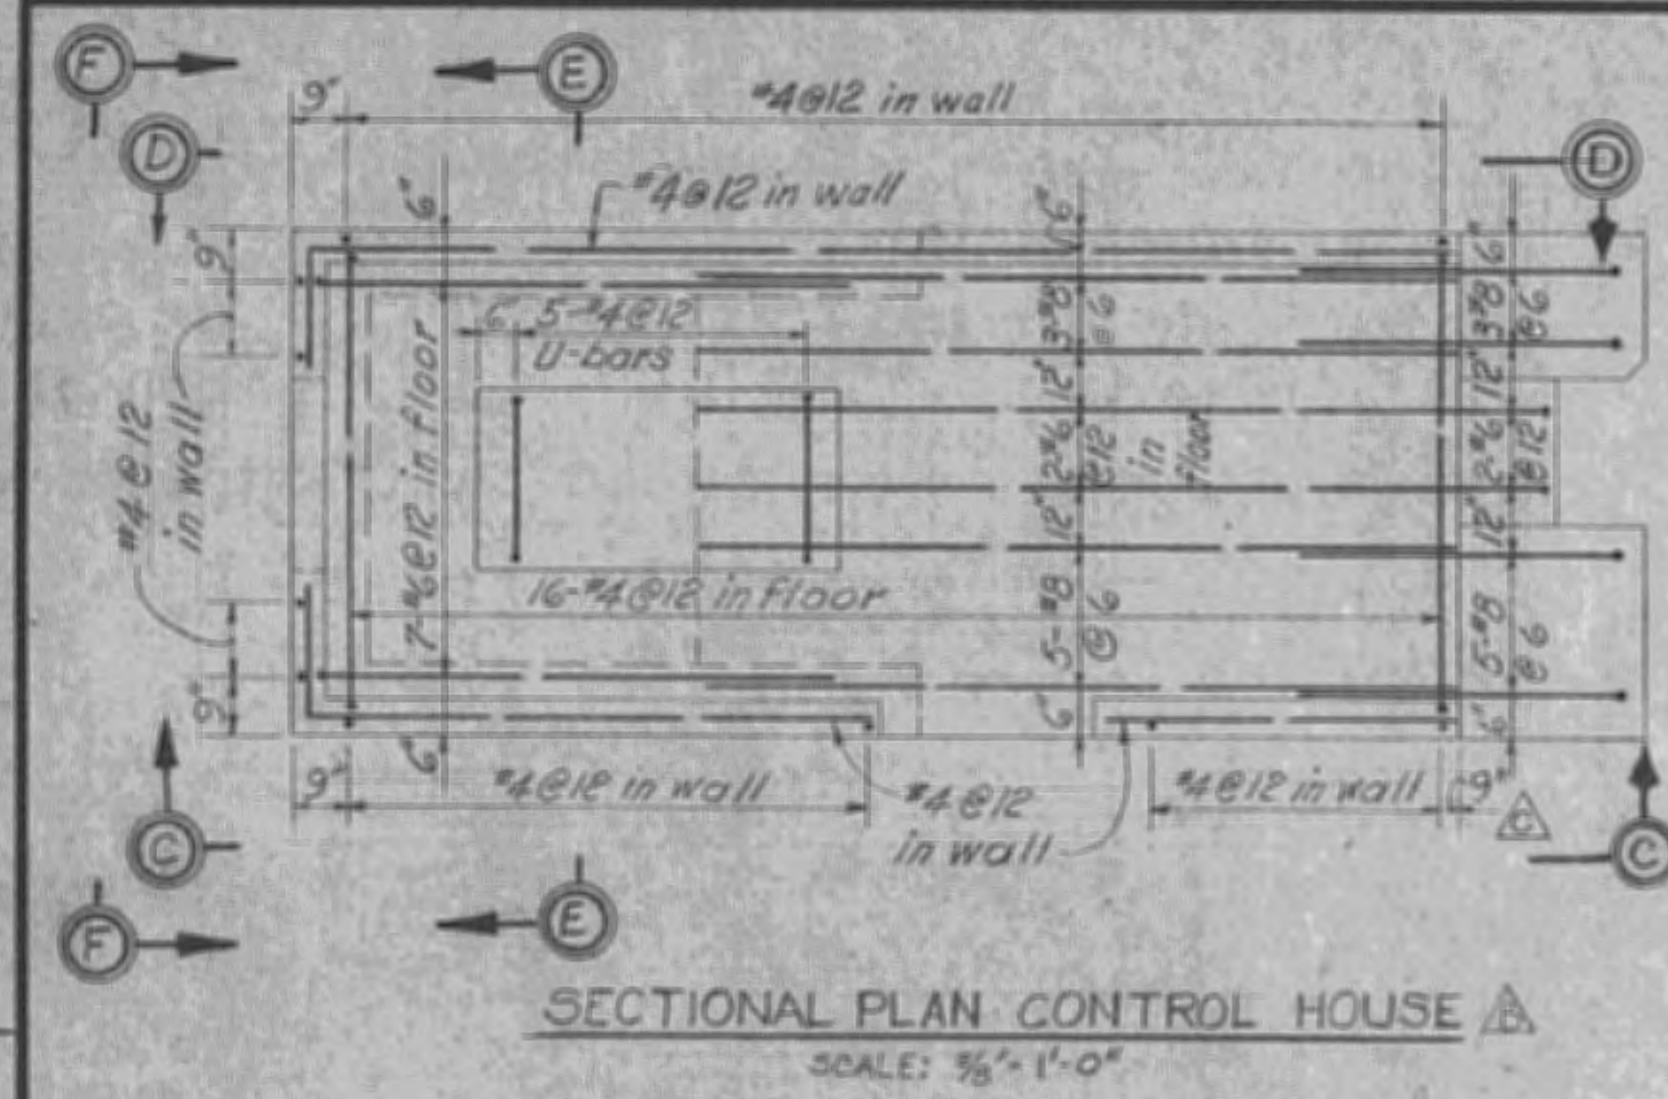 F
E
9"
#4@12 in wall
D
D
6"
#4@12 in wall
6"
6"
9"
6" 5-#4@12
U-bars
3-#8
@6
3-#8
@6
12"
12"
#4@12
in wall
7-#6@12 in floor
2-#6
@12
in
floor
2-#6
@12
12"
12"
16-#4@12 in floor
5-#8
@6
5-#8
@6
9"
6"
6"
6"
9"
#4@12 in wall
#4@12
in wall
#4@12 in wall
9"
C
C
C
F
E
SECTIONAL PLAN CONTROL HOUSE B
SCALE: 3/8"=1'-0"